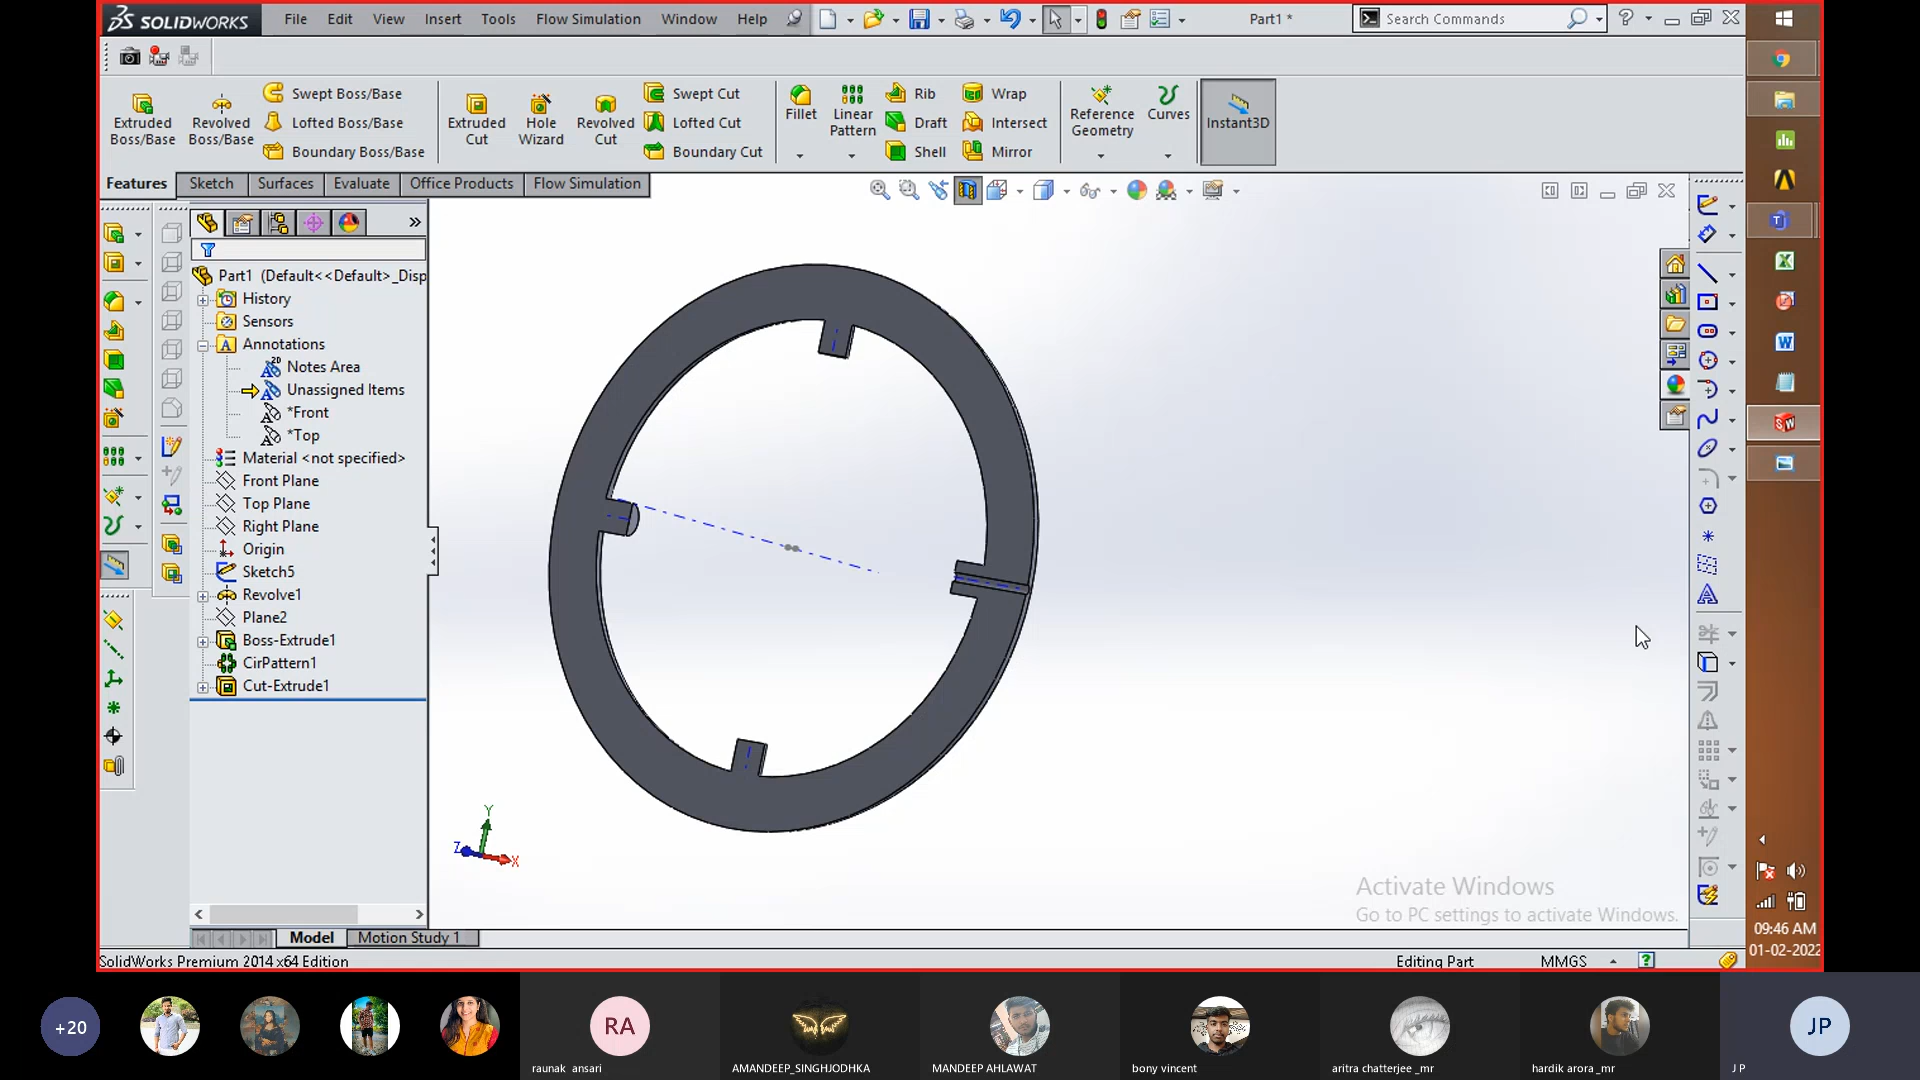 SOLIDWORKS
File Edit View Insert Tools Flow Simulation Window Help
Part1 *
Search Commands
Extruded Boss/Base
Revolved Boss/Base
Swept Boss/Base
Lofted Boss/Base
Boundary Boss/Base
Extruded Cut
Hole Wizard
Revolved Cut
Swept Cut
Lofted Cut
Boundary Cut
Fillet
Linear Pattern
Rib
Draft
Shell
Wrap
Intersect
Mirror
Reference Geometry
Curves
Instant3D
Features Sketch Surfaces Evaluate Office Products Flow Simulation
Part1 (Default<<Default>_Disp
History
Sensors
Annotations
Notes Area
Unassigned Items
*Front
*Top
Material <not specified>
Front Plane
Top Plane
Right Plane
Origin
Sketch5
Revolve1
Plane2
Boss-Extrude1
CirPattern1
Cut-Extrude1
Y
Z
X
Activate Windows
Go to PC settings to activate Windows.
Model Motion Study 1
SolidWorks Premium 2014 x64 Edition
Editing Part
MMGS
09:46 AM
01-02-2022
+20
RA
JP
raunak ansari
AMANDEEP_SINGHJODHKA
MANDEEP AHLAWAT
bony vincent
aritra chatterjee _mr
hardik arora _mr
J P